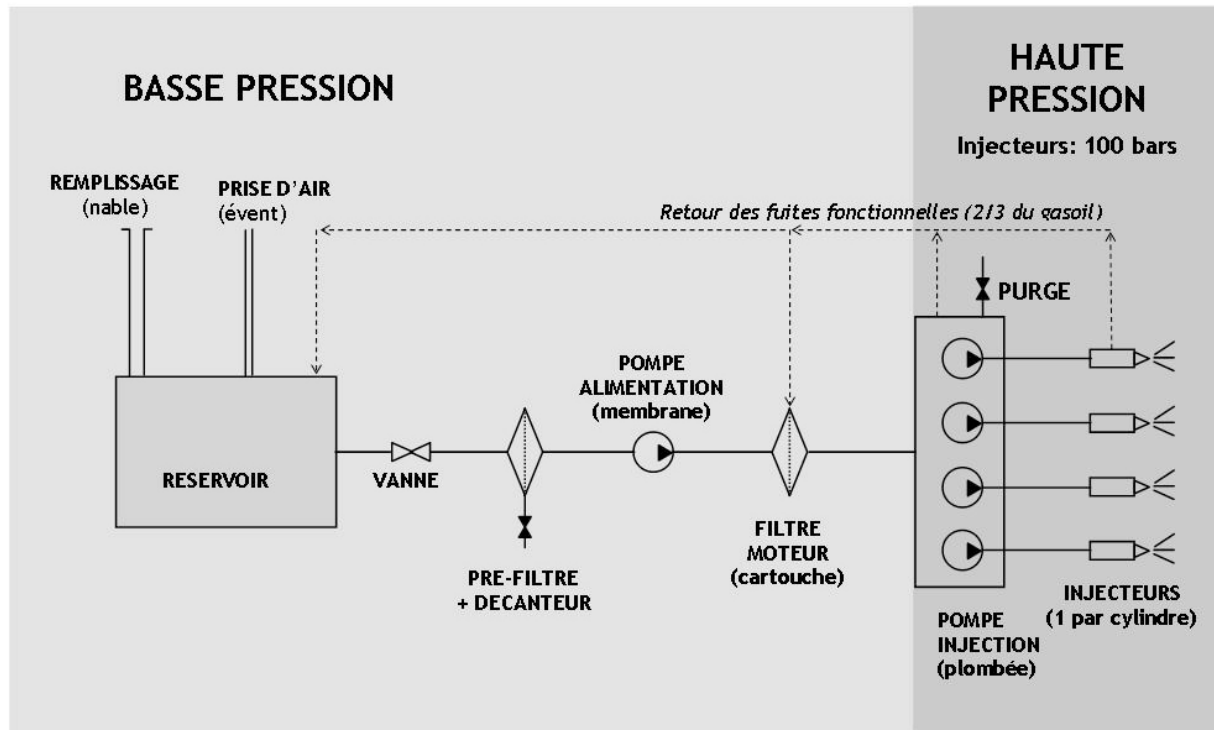 BASSE PRESSION
HAUTE
PRESSION
Injecteurs: 100 bars
REMPLISSAGE
(nable)
PRISE D'AIR
(évent)
Retour des fuites fonctionnelles (2/3 du gasoil)
PURGE
POMPE
ALIMENTATION
(membrane)
RESERVOIR
VANNE
PRE-FILTRE
+ DECANTEUR
FILTRE
MOTEUR
(cartouche)
POMPE
INJECTION
(plombée)
INJECTEURS
(1 par cylindre)